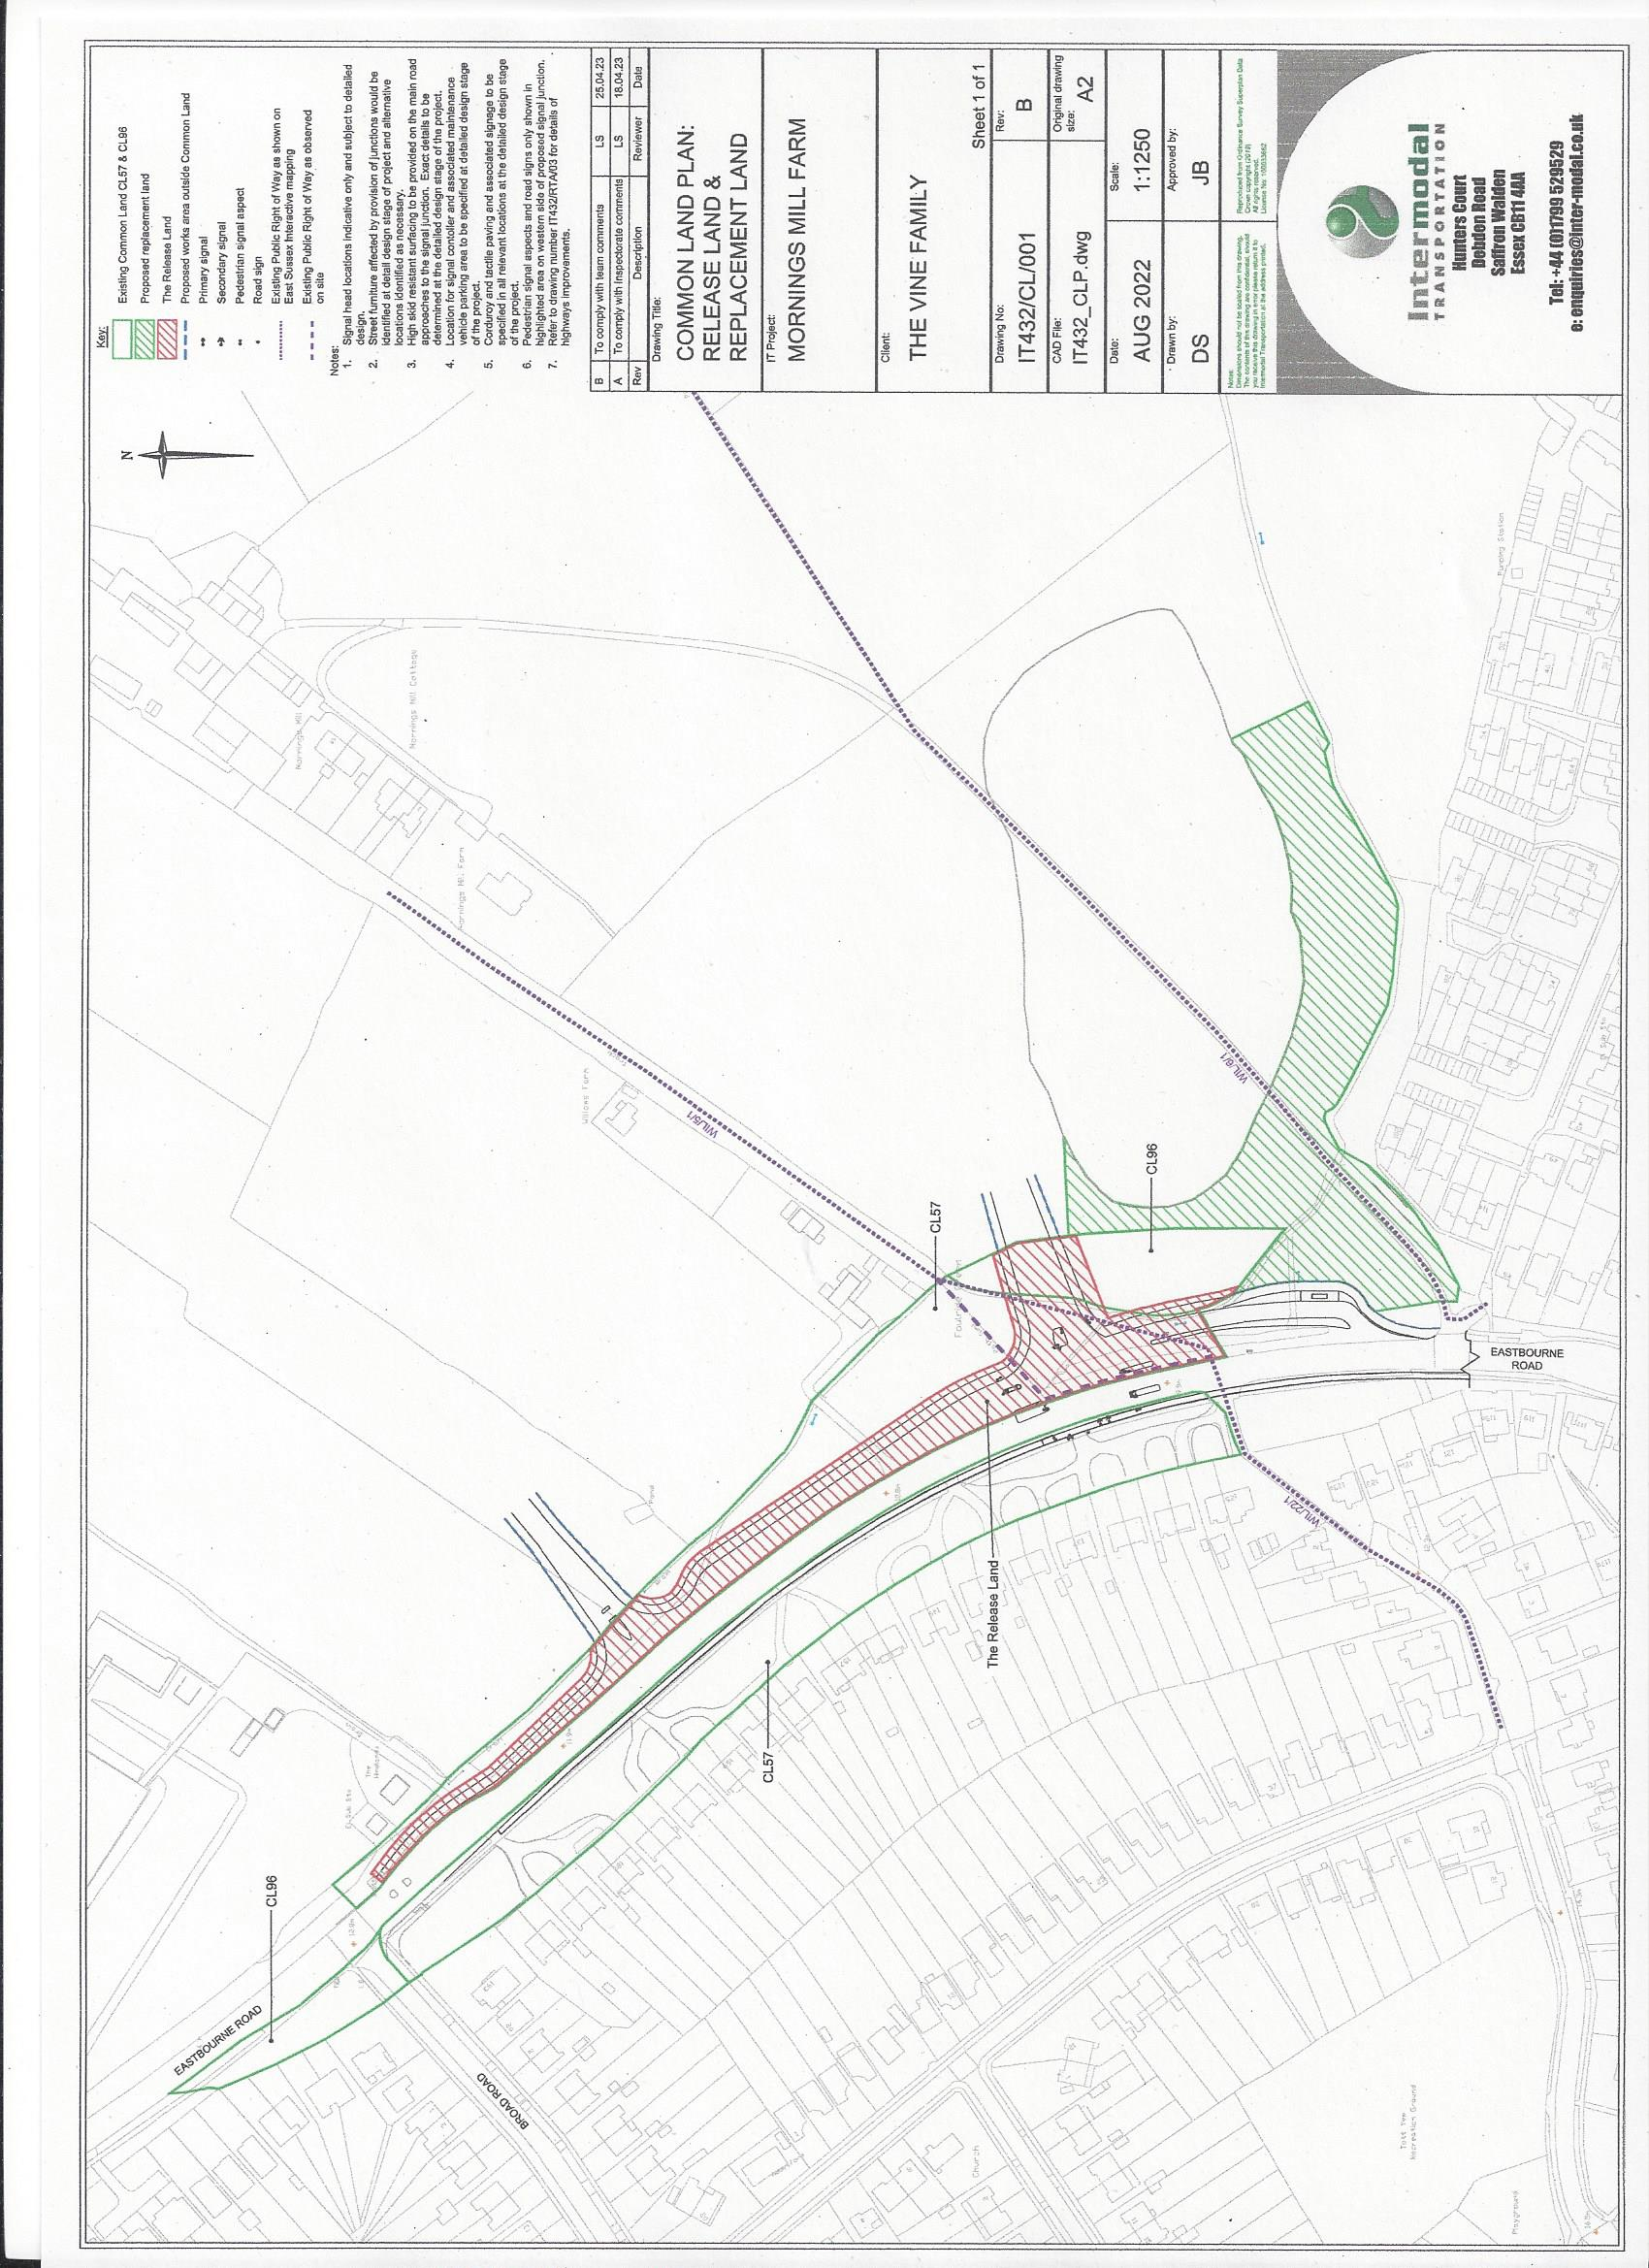 Key:
Existing Common Land CL57 & CL96
Proposed replacement land
The Release Land
Proposed works area outside Common Land
Primary signal
Secondary signal
Pedestrian signal aspect
Road sign
Existing Public Right of Way as shown on
East Sussex Interactive mapping
Existing Public Right of Way as observed
on site
Notes:
1. Signal head locations indicative only and subject to detailed
design.
2. Street furniture affected by provision of junctions would be
identified at detail design stage of project and alternative
locations identified as necessary.
3. High skid resistant surfacing to be provided on the main road
approaches to the signal junction. Exact details to be
determined at the detailed design stage of the project.
4. Location for signal controller and associated maintenance
vehicle parking area to be specified at detailed design stage
of the project.
5. Corduroy and tactile paving and associated signage to be
specified in all relevant locations at the detailed design stage
of the project.
6. Pedestrian signal aspects and road signs only shown in
highlighted area on western side of proposed signal junction.
7. Refer to drawing number IT432/RTA/03 for details of
highways improvements.
B To comply with team comments LS 25.04.23
A To comply with Inspectorate comments LS 18.04.23
Rev Description Reviewer Date
Drawing Title:
COMMON LAND PLAN:
RELEASE LAND &
REPLACEMENT LAND
IT Project:
MORNINGS MILL FARM
Client:
THE VINE FAMILY
Sheet 1 of 1
Drawing No:
IT432/CL/001
Rev:
B
CAD File:
IT432_CLP.dwg
Original drawing
size:
A2
Date:
AUG 2022
Scale:
1:1250
Drawn by:
DS
Approved by:
JB
Intermodal
TRANSPORTATION
Hunters Court
Debden Road
Saffron Walden
Essex CB11 4AA
Tel: +44 (0)1799 529529
e: enquiries@inter-modal.co.uk
N
Mornings Mill
Mornings Mill Cottage
Willows Farm
Pond
Pumping Station
WIL/5/1
WIL/6/1
WIL/22/1
CL57
CL96
The Release Land
CL57
CL96
EASTBOURNE ROAD
EASTBOURNE
ROAD
BROAD ROAD
Church
Recreation Ground
Playground